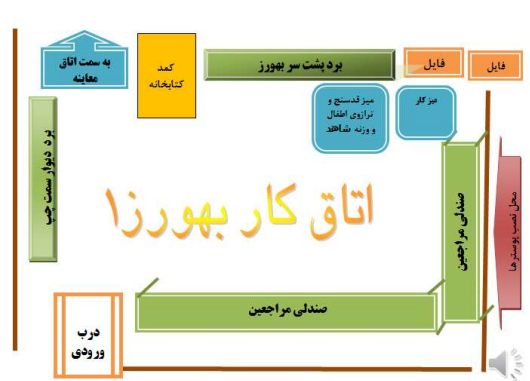 به سمت اتاق
معاینه
کمد
کتابخانه
برد پشت سر بهورز
فایل
فایل
میز قدسنج و
ترازوی اطفال
و وزنه شاهد
میز کار
برد دیوار سمت چپ
اتاق کار بهورز۱
صندلی مراجعین
محل نصب پوسترها
صندلی مراجعین
درب
ورودی